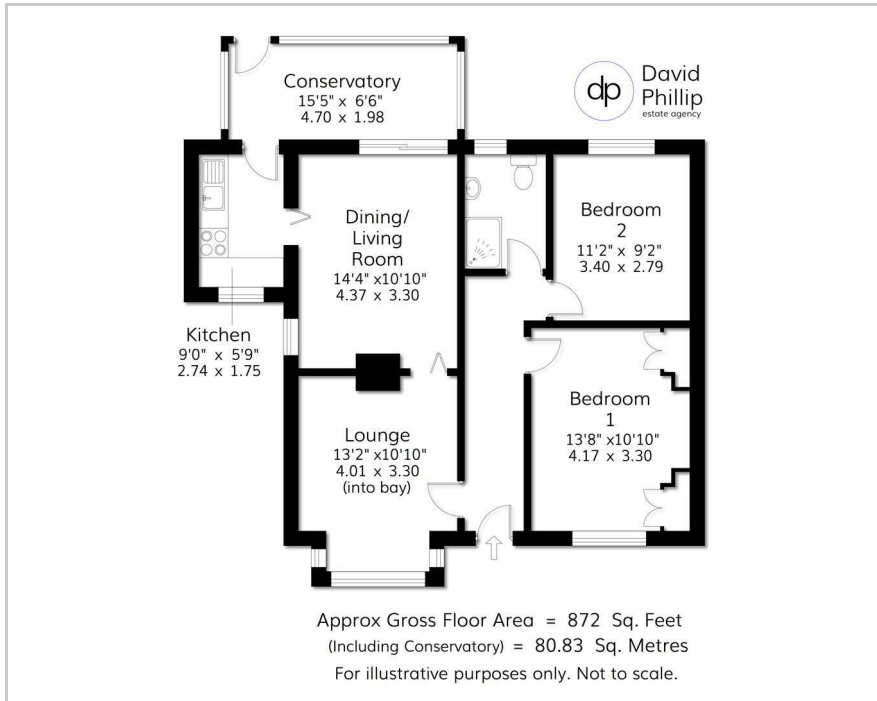 Conservatory
15'5" x 6'6"
4.70 x 1.98
dp
David
Phillip
estate agency
Dining/
Living
Room
14'4" x10'10"
4.37 x 3.30
Bedroom
2
11'2" x 9'2"
3.40 x 2.79
Kitchen
9'0" x 5'9"
2.74 x 1.75
Lounge
13'2" x10'10"
4.01 x 3.30
(into bay)
Bedroom
1
13'8" x10'10"
4.17 x 3.30
Approx Gross Floor Area = 872 Sq. Feet
(Including Conservatory) = 80.83 Sq. Metres
For illustrative purposes only. Not to scale.